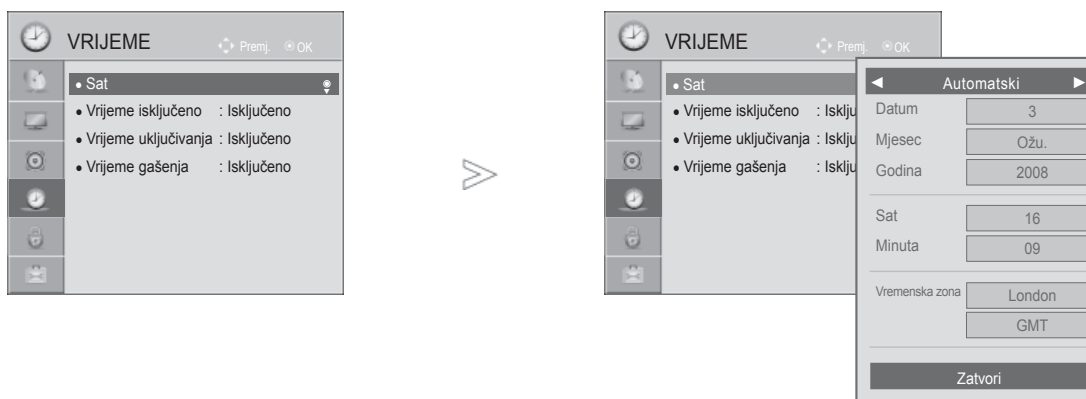 VRIJEME Premj. OK
• Sat
• Vrijeme isključeno : Isključeno
• Vrijeme uključivanja : Isključeno
• Vrijeme gašenja : Isključeno
VRIJEME Premj. OK
• Sat
• Vrijeme isključeno : Isklju
• Vrijeme uključivanja : Isklju
• Vrijeme gašenja : Isklju
◄ Automatski ►
Datum 3
Mjesec Ožu.
Godina 2008
Sat 16
Minuta 09
Vremenska zona London
GMT
Zatvori